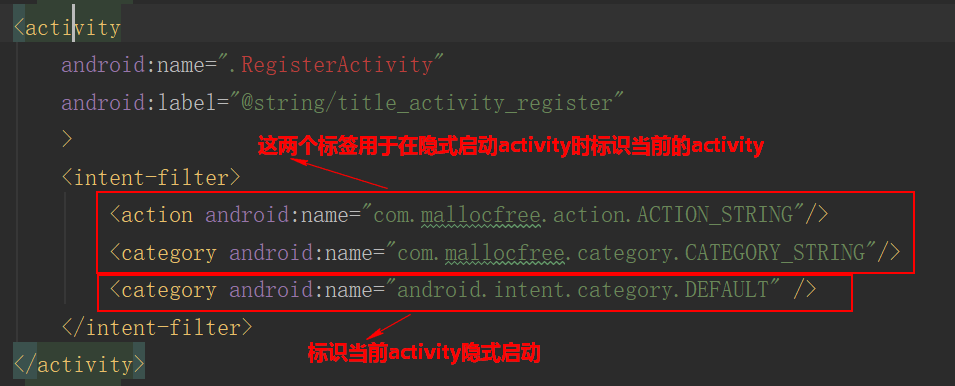 <activity
android:name=".RegisterActivity"
android:label="@string/title_activity_register"
>
这两个标签用于在隐式启动activity时标识当前的activity
<intent-filter>
<action android:name="com.mallocfree.action.ACTION_STRING"/>
<category android:name="com.mallocfree.category.CATEGORY_STRING"/>
<category android:name="android.intent.category.DEFAULT" />
</intent-filter>
标识当前activity隐式启动
</activity>